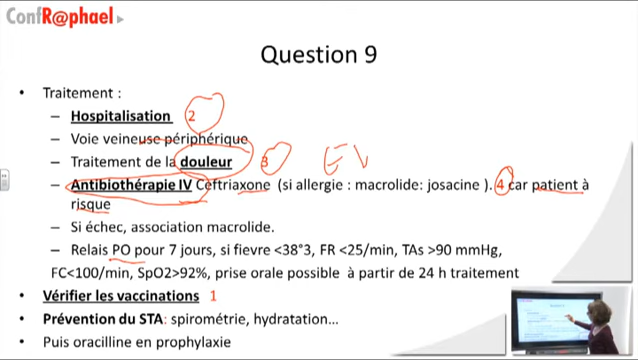 ConfR@phael
Question 9
• Traitement :
– Hospitalisation 2
– Voie veineuse périphérique
– Traitement de la douleur 3 EV
– Antibiothérapie IV Ceftriaxone (si allergie : macrolide: josacine ). 4 car patient à
risque
– Si échec, association macrolide.
– Relais PO pour 7 jours, si fievre <38°3, FR <25/min, TAs >90 mmHg,
FC<100/min, SpO2>92%, prise orale possible à partir de 24 h traitement
• Vérifier les vaccinations 1
• Prévention du STA: spirométrie, hydratation...
• Puis oracilline en prophylaxie